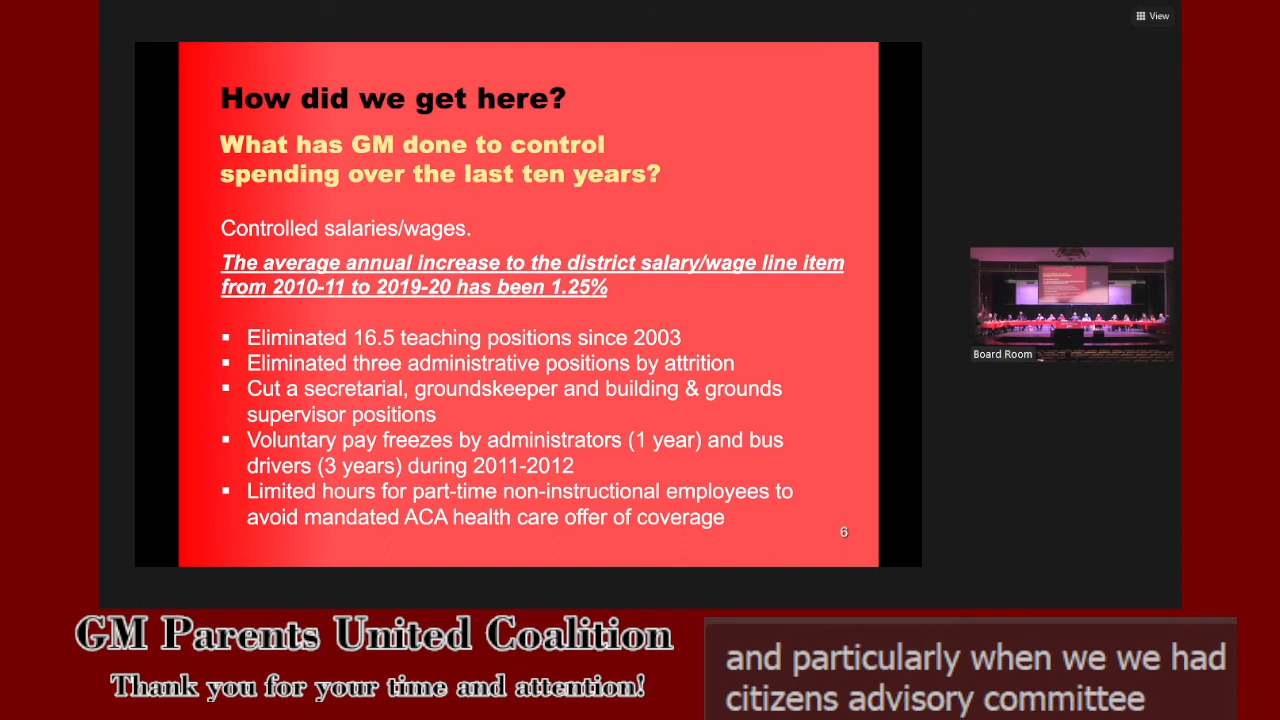 View
How did we get here?
What has GM done to control
spending over the last ten years?
Controlled salaries/wages.
The average annual increase to the district salary/wage line item
from 2010-11 to 2019-20 has been 1.25%
▪ Eliminated 16.5 teaching positions since 2003
▪ Eliminated three administrative positions by attrition
▪ Cut a secretarial, groundskeeper and building & grounds
supervisor positions
▪ Voluntary pay freezes by administrators (1 year) and bus
drivers (3 years) during 2011-2012
▪ Limited hours for part-time non-instructional employees to
avoid mandated ACA health care offer of coverage
6
Board Room
GM Parents United Coalition
Thank you for your time and attention!
and particularly when we we had
citizens advisory committee